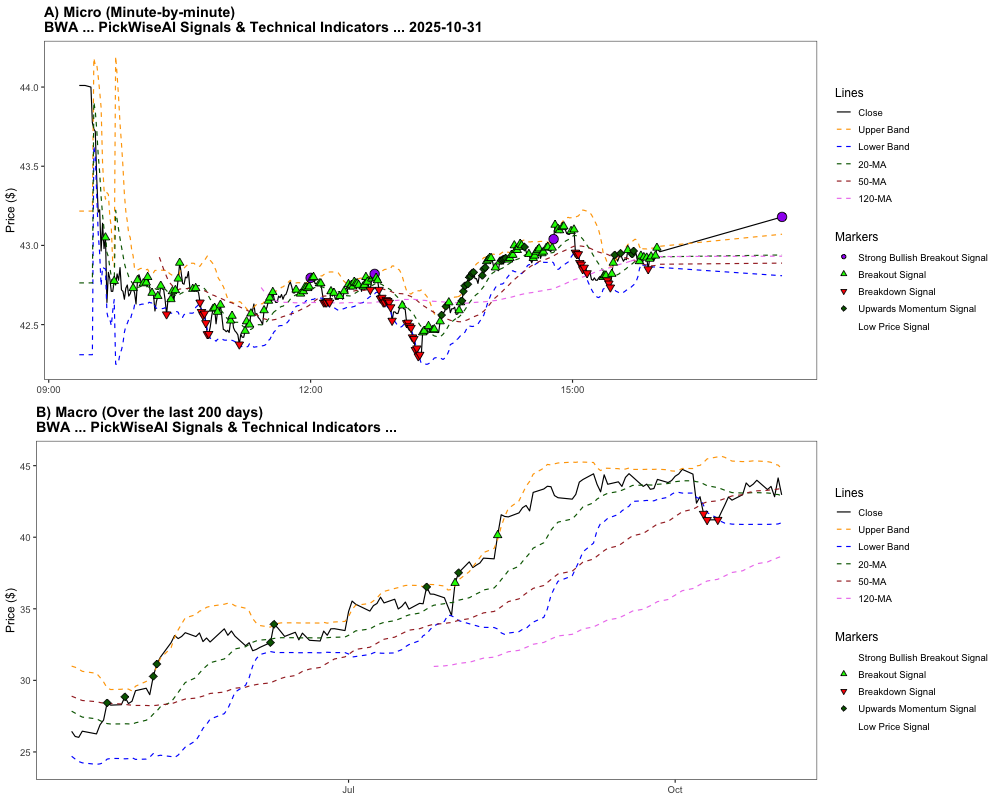 A) Micro (Minute-by-minute)
BWA ... PickWiseAI Signals & Technical Indicators ... 2025-10-31
Price ($)
44.0
43.5
43.0
42.5
09:00
12:00
15:00
Lines
Close
Upper Band
Lower Band
20-MA
50-MA
120-MA
Markers
Strong Bullish Breakout Signal
Breakout Signal
Breakdown Signal
Upwards Momentum Signal
Low Price Signal
B) Macro (Over the last 200 days)
BWA ... PickWiseAI Signals & Technical Indicators ...
Price ($)
45
40
35
30
25
Jul
Oct
Lines
Close
Upper Band
Lower Band
20-MA
50-MA
120-MA
Markers
Strong Bullish Breakout Signal
Breakout Signal
Breakdown Signal
Upwards Momentum Signal
Low Price Signal